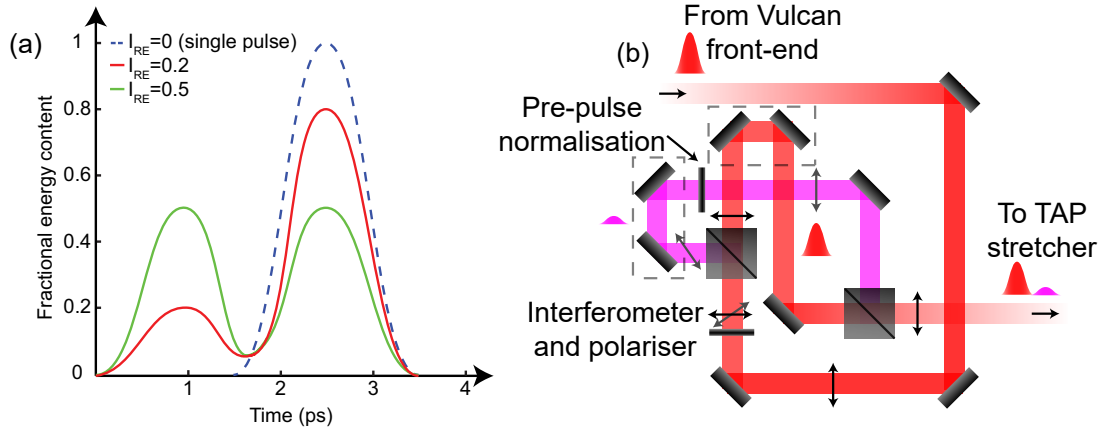 (a)
I_RE=0 (single pulse)
I_RE=0.2
I_RE=0.5
Fractional energy content
1
0.8
0.6
0.4
0.2
0
1
2
3
4
Time (ps)
(b)
From Vulcan
front-end
Pre-pulse
normalisation
To TAP
stretcher
Interferometer
and polariser